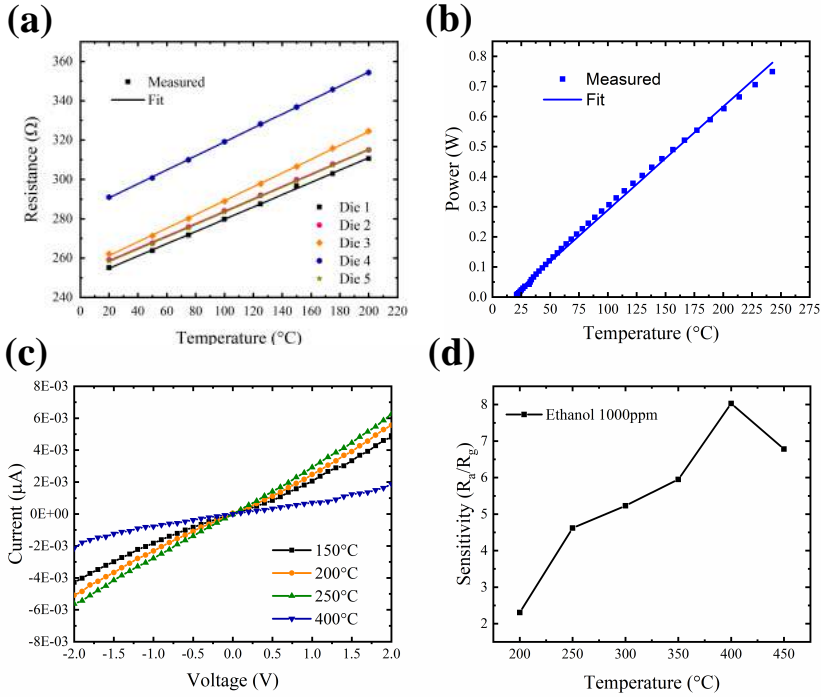 (a)
360
340
320
300
280
260
240
Resistance (Ω)
Measured
Fit
Die 1
Die 2
Die 3
Die 4
Die 5
0 20 40 60 80 100 120 140 160 180 200 220
Temperature (°C)
(b)
0.9
0.8
0.7
0.6
0.5
0.4
0.3
0.2
0.1
0.0
Power (W)
Measured
Fit
0 25 50 75 100 125 150 175 200 225 250 275
Temperature (°C)
(c)
8E-03
6E-03
4E-03
2E-03
0E+00
-2E-03
-4E-03
-6E-03
-8E-03
Current (µA)
150°C
200°C
250°C
400°C
-2.0 -1.5 -1.0 -0.5 0.0 0.5 1.0 1.5 2.0
Voltage (V)
(d)
8
7
6
5
4
3
2
Sensitivity (Ra/Rg)
Ethanol 1000ppm
200 250 300 350 400 450
Temperature (°C)